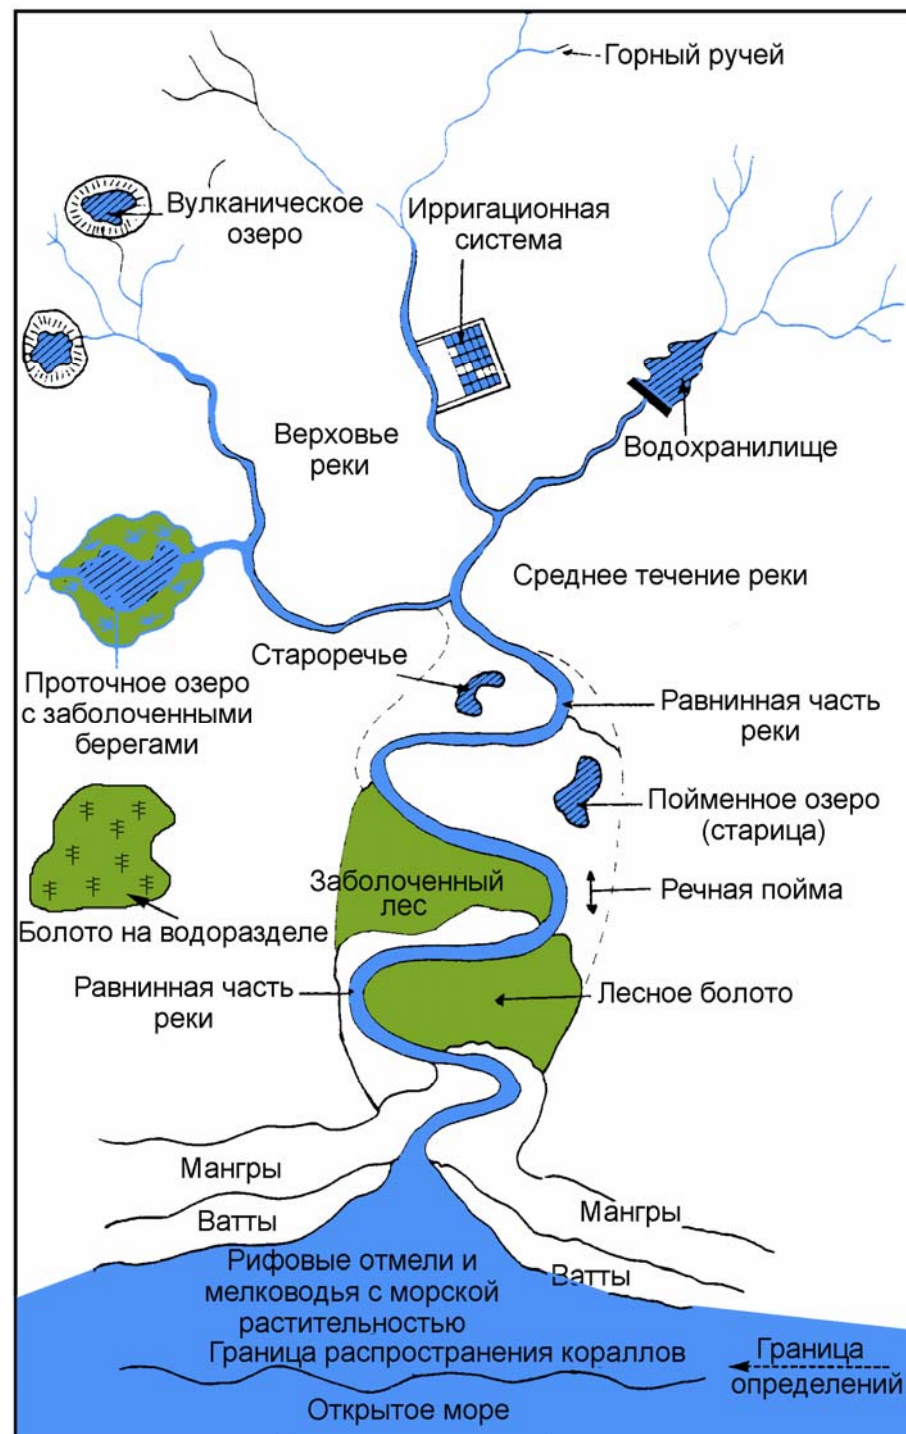 Горный ручей
Вулканическое
озеро
Ирригационная
система
Верховье
реки
Водохранилище
Среднее течение реки
Староречье
Проточное озеро
с заболоченными
берегами
Равнинная часть
реки
Пойменное озеро
(старица)
Заболоченный
лес
Речная пойма
Болото на водоразделе
Равнинная часть
реки
Лесное болото
Мангры
Ватты
Мангры
Ватты
Рифовые отмели и
мелководья с морской
растительностью
Граница распространения кораллов
Граница
определений
Открытое море